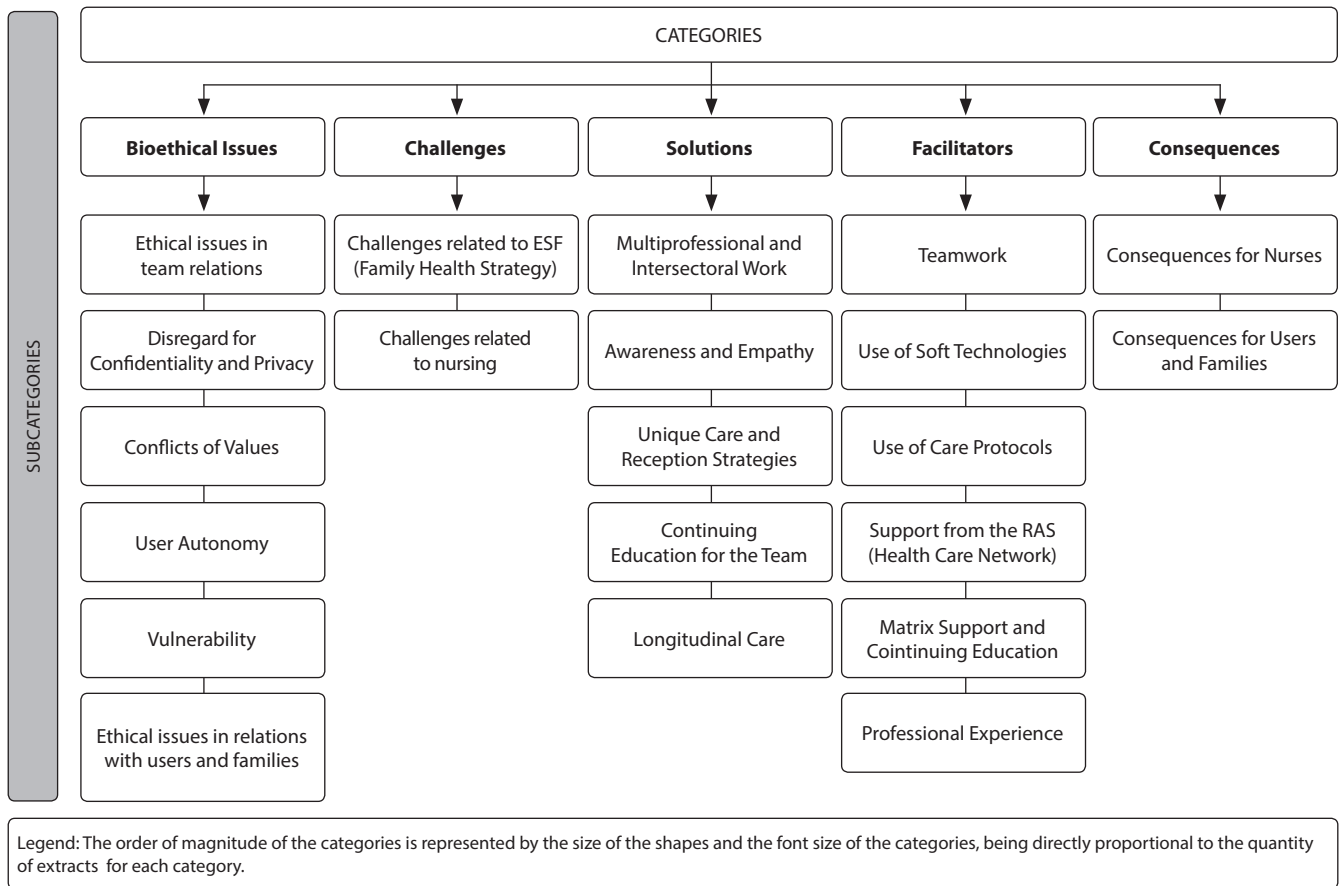 CATEGORIES
SUBCATEGORIES
Bioethical Issues
Ethical issues in
team relations
Disregard for
Confidentiality and Privacy
Conflicts of Values
User Autonomy
Vulnerability
Ethical issues in relations
with users and families
Challenges
Challenges related to ESF
(Family Health Strategy)
Challenges related
to nursing
Solutions
Multiprofessional and
Intersectoral Work
Awareness and Empathy
Unique Care and
Reception Strategies
Continuing
Education for the Team
Longitudinal Care
Facilitators
Teamwork
Use of Soft Technologies
Use of Care Protocols
Support from the RAS
(Health Care Network)
Matrix Support and
Cointinuing Education
Professional Experience
Consequences
Consequences for Nurses
Consequences for Users
and Families
Legend: The order of magnitude of the categories is represented by the size of the shapes and the font size of the categories, being directly proportional to the quantity
of extracts for each category.